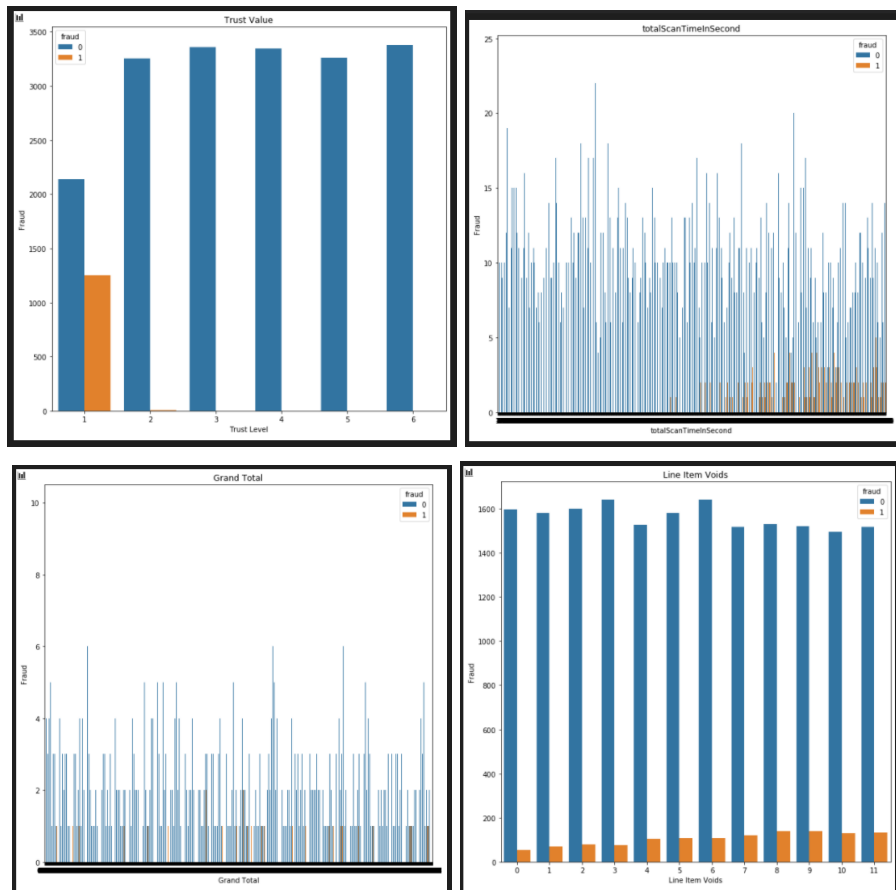 Trust Value
fraud
0
1
3500
3000
2500
2000
1500
1000
500
0
Fraud
1 2 3 4 5 6
Trust Level
totalScanTimeInSecond
fraud
0
1
25
20
15
10
5
0
Fraud
totalScanTimeInSecond
Grand Total
fraud
0
1
10
8
6
4
2
0
Fraud
Grand Total
Line Item Voids
fraud
0
1
1600
1400
1200
1000
800
600
400
200
0
Fraud
0 1 2 3 4 5 6 7 8 9 10 11
Line Item Voids